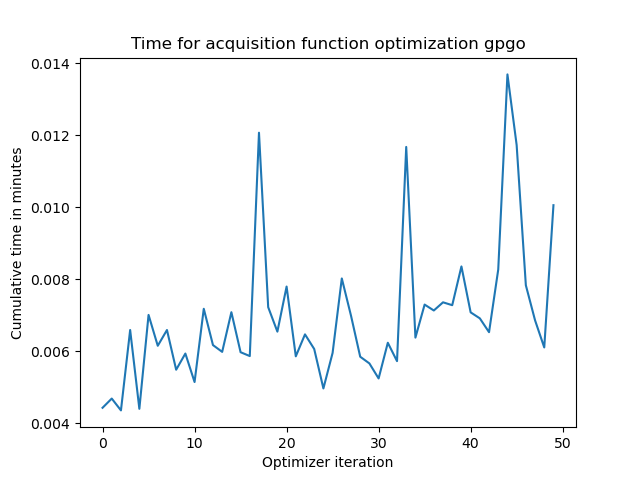 Time for acquisition function optimization gpgo
Cumulative time in minutes
0.014
0.012
0.010
0.008
0.006
0.004
0 10 20 30 40 50
Optimizer iteration